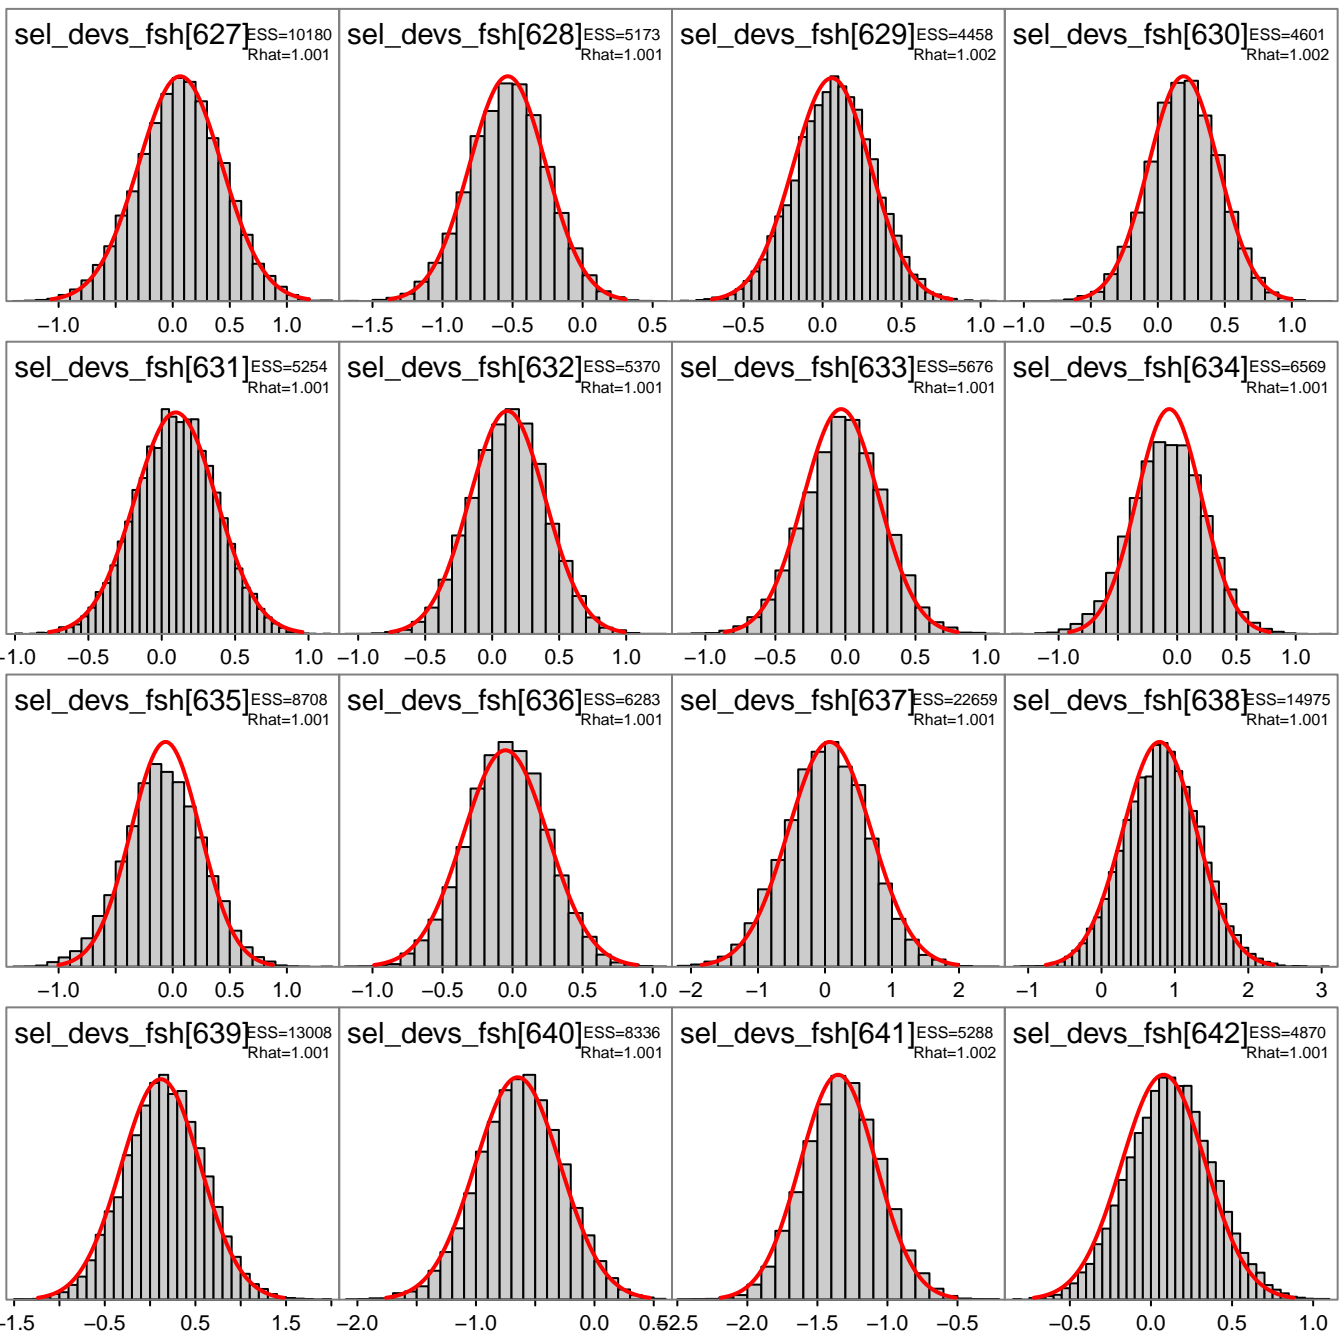 sel_devs_fsh[627] ESS=10180
Rhat=1.001
sel_devs_fsh[628] ESS=5173
Rhat=1.001
sel_devs_fsh[629] ESS=4458
Rhat=1.002
sel_devs_fsh[630] ESS=4601
Rhat=1.002
−1.0 0.0 0.5 1.0
−1.5 −1.0 −0.5 0.0 0.5
−0.5 0.0 0.5 1.0
−1.0 −0.5 0.0 0.5 1.0
sel_devs_fsh[631] ESS=5254
Rhat=1.001
sel_devs_fsh[632] ESS=5370
Rhat=1.001
sel_devs_fsh[633] ESS=5676
Rhat=1.001
sel_devs_fsh[634] ESS=6569
Rhat=1.001
−1.0 −0.5 0.0 0.5 1.0
−1.0 −0.5 0.0 0.5 1.0
−1.0 −0.5 0.0 0.5 1.0
−1.0 0.0 0.5 1.0
sel_devs_fsh[635] ESS=8708
Rhat=1.001
sel_devs_fsh[636] ESS=6283
Rhat=1.001
sel_devs_fsh[637] ESS=22659
Rhat=1.001
sel_devs_fsh[638] ESS=14975
Rhat=1.001
−1.0 0.0 0.5 1.0
−1.0 −0.5 0.0 0.5 1.0
−2 −1 0 1 2
−1 0 1 2 3
sel_devs_fsh[639] ESS=13008
Rhat=1.001
sel_devs_fsh[640] ESS=8336
Rhat=1.001
sel_devs_fsh[641] ESS=5288
Rhat=1.002
sel_devs_fsh[642] ESS=4870
Rhat=1.001
−1.5 −0.5 0.5 1.5
−2.0 −1.0 0.0 0.5
−2.5 −2.0 −1.5 −1.0 −0.5
−0.5 0.0 0.5 1.0